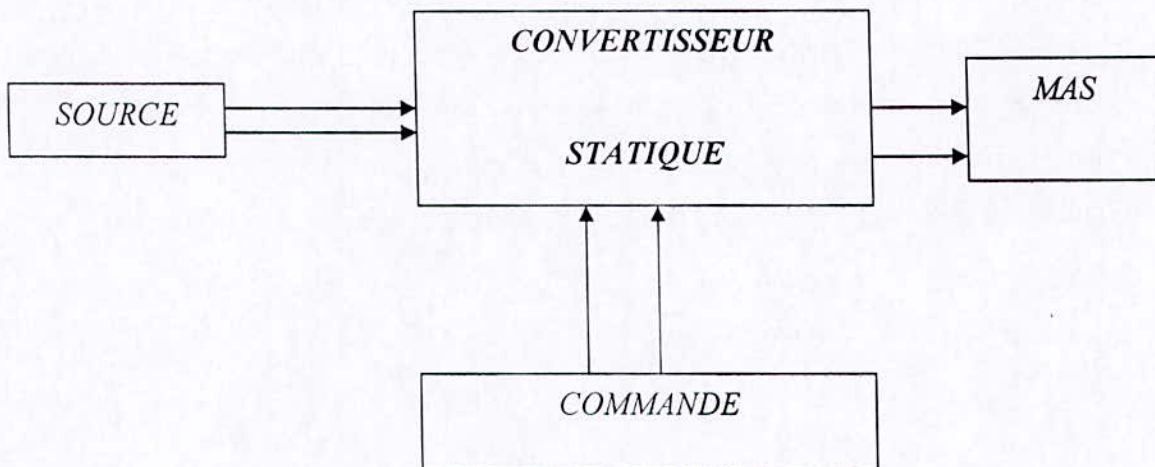 CONVERTISSEUR
STATIQUE
SOURCE
MAS
COMMANDE